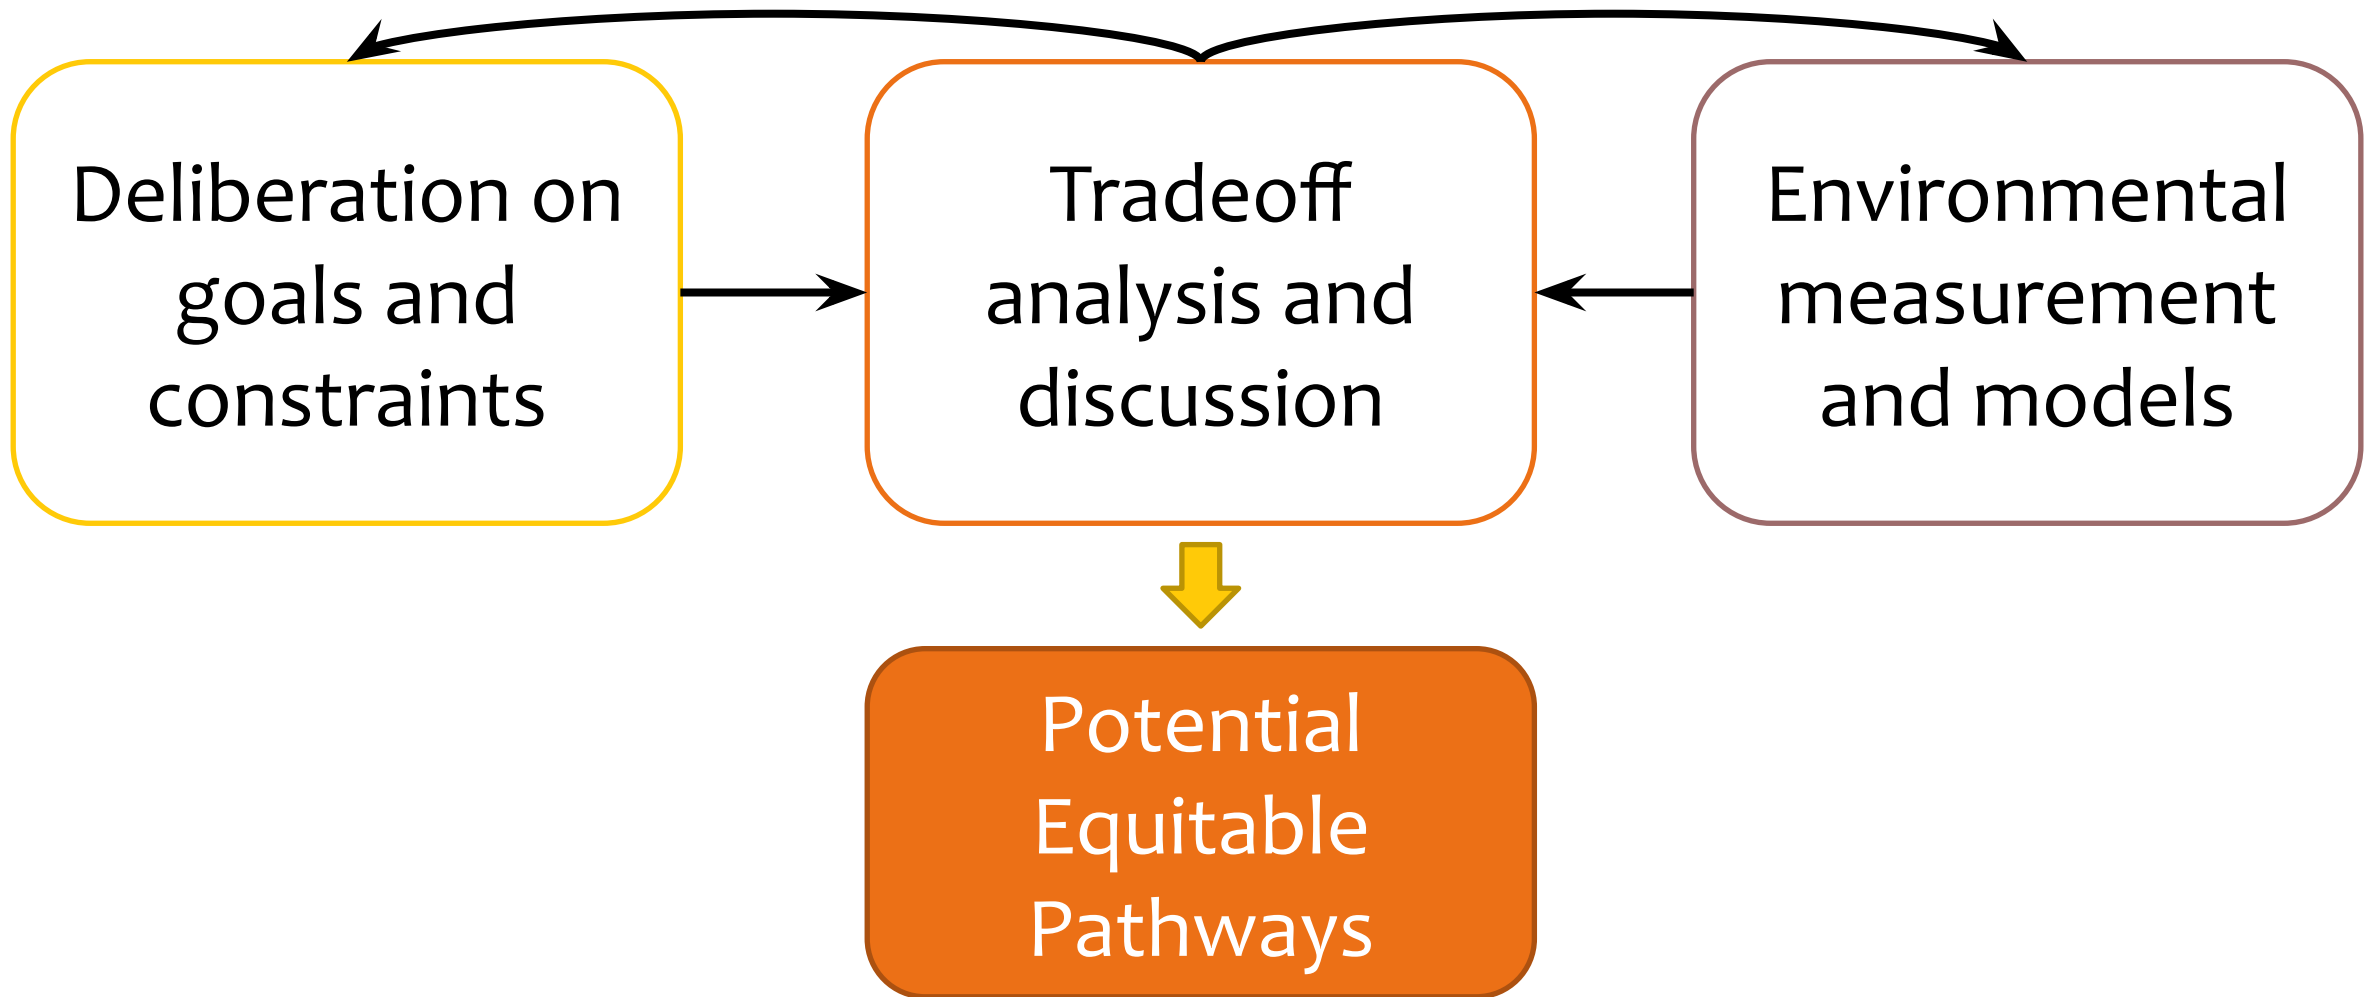 Deliberation on
goals and
constraints
Tradeoff
analysis and
discussion
Environmental
measurement
and models
Potential
Equitable
Pathways